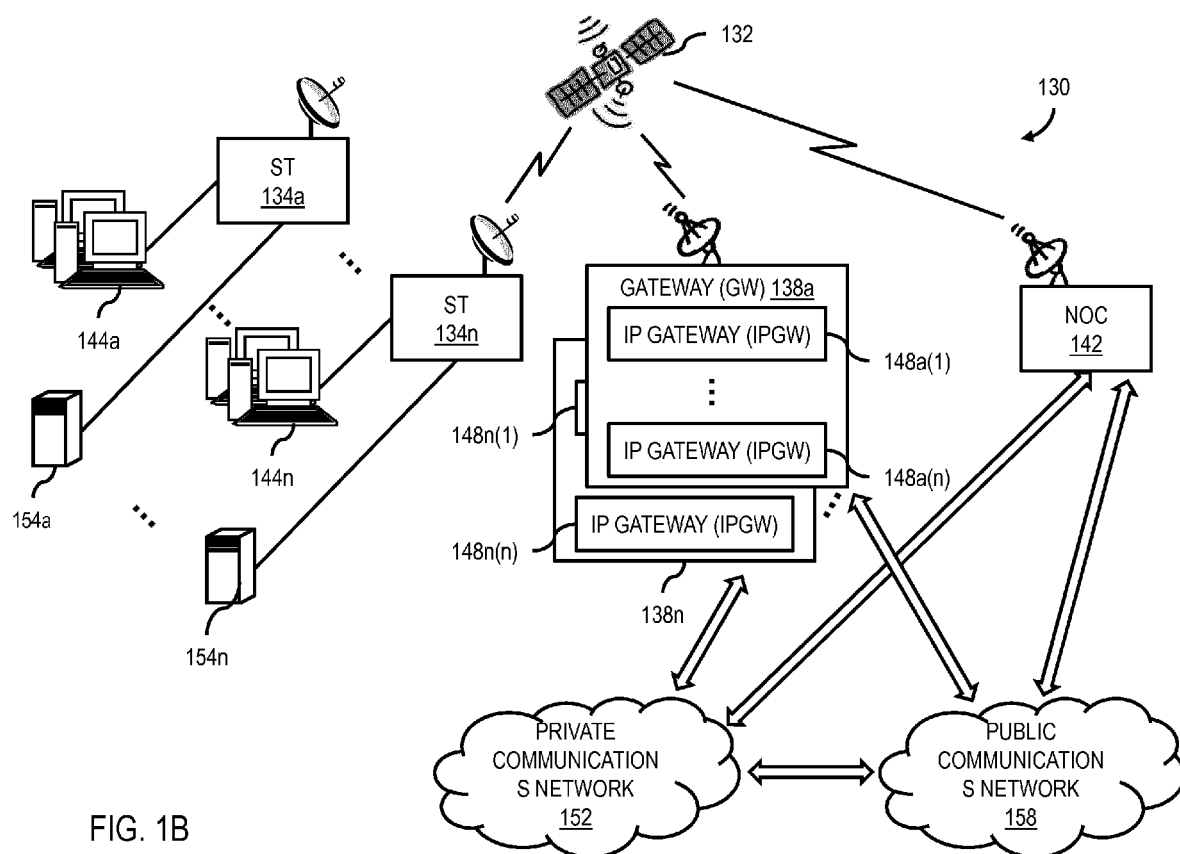 132
130
ST
134a
144a
ST
134n
144n
154a
154n
GATEWAY (GW) 138a
IP GATEWAY (IPGW)
148a(1)
148n(1)
IP GATEWAY (IPGW)
148a(n)
IP GATEWAY (IPGW)
148n(n)
138n
NOC
142
PRIVATE
COMMUNICATION
S NETWORK
152
PUBLIC
COMMUNICATION
S NETWORK
158
FIG. 1B